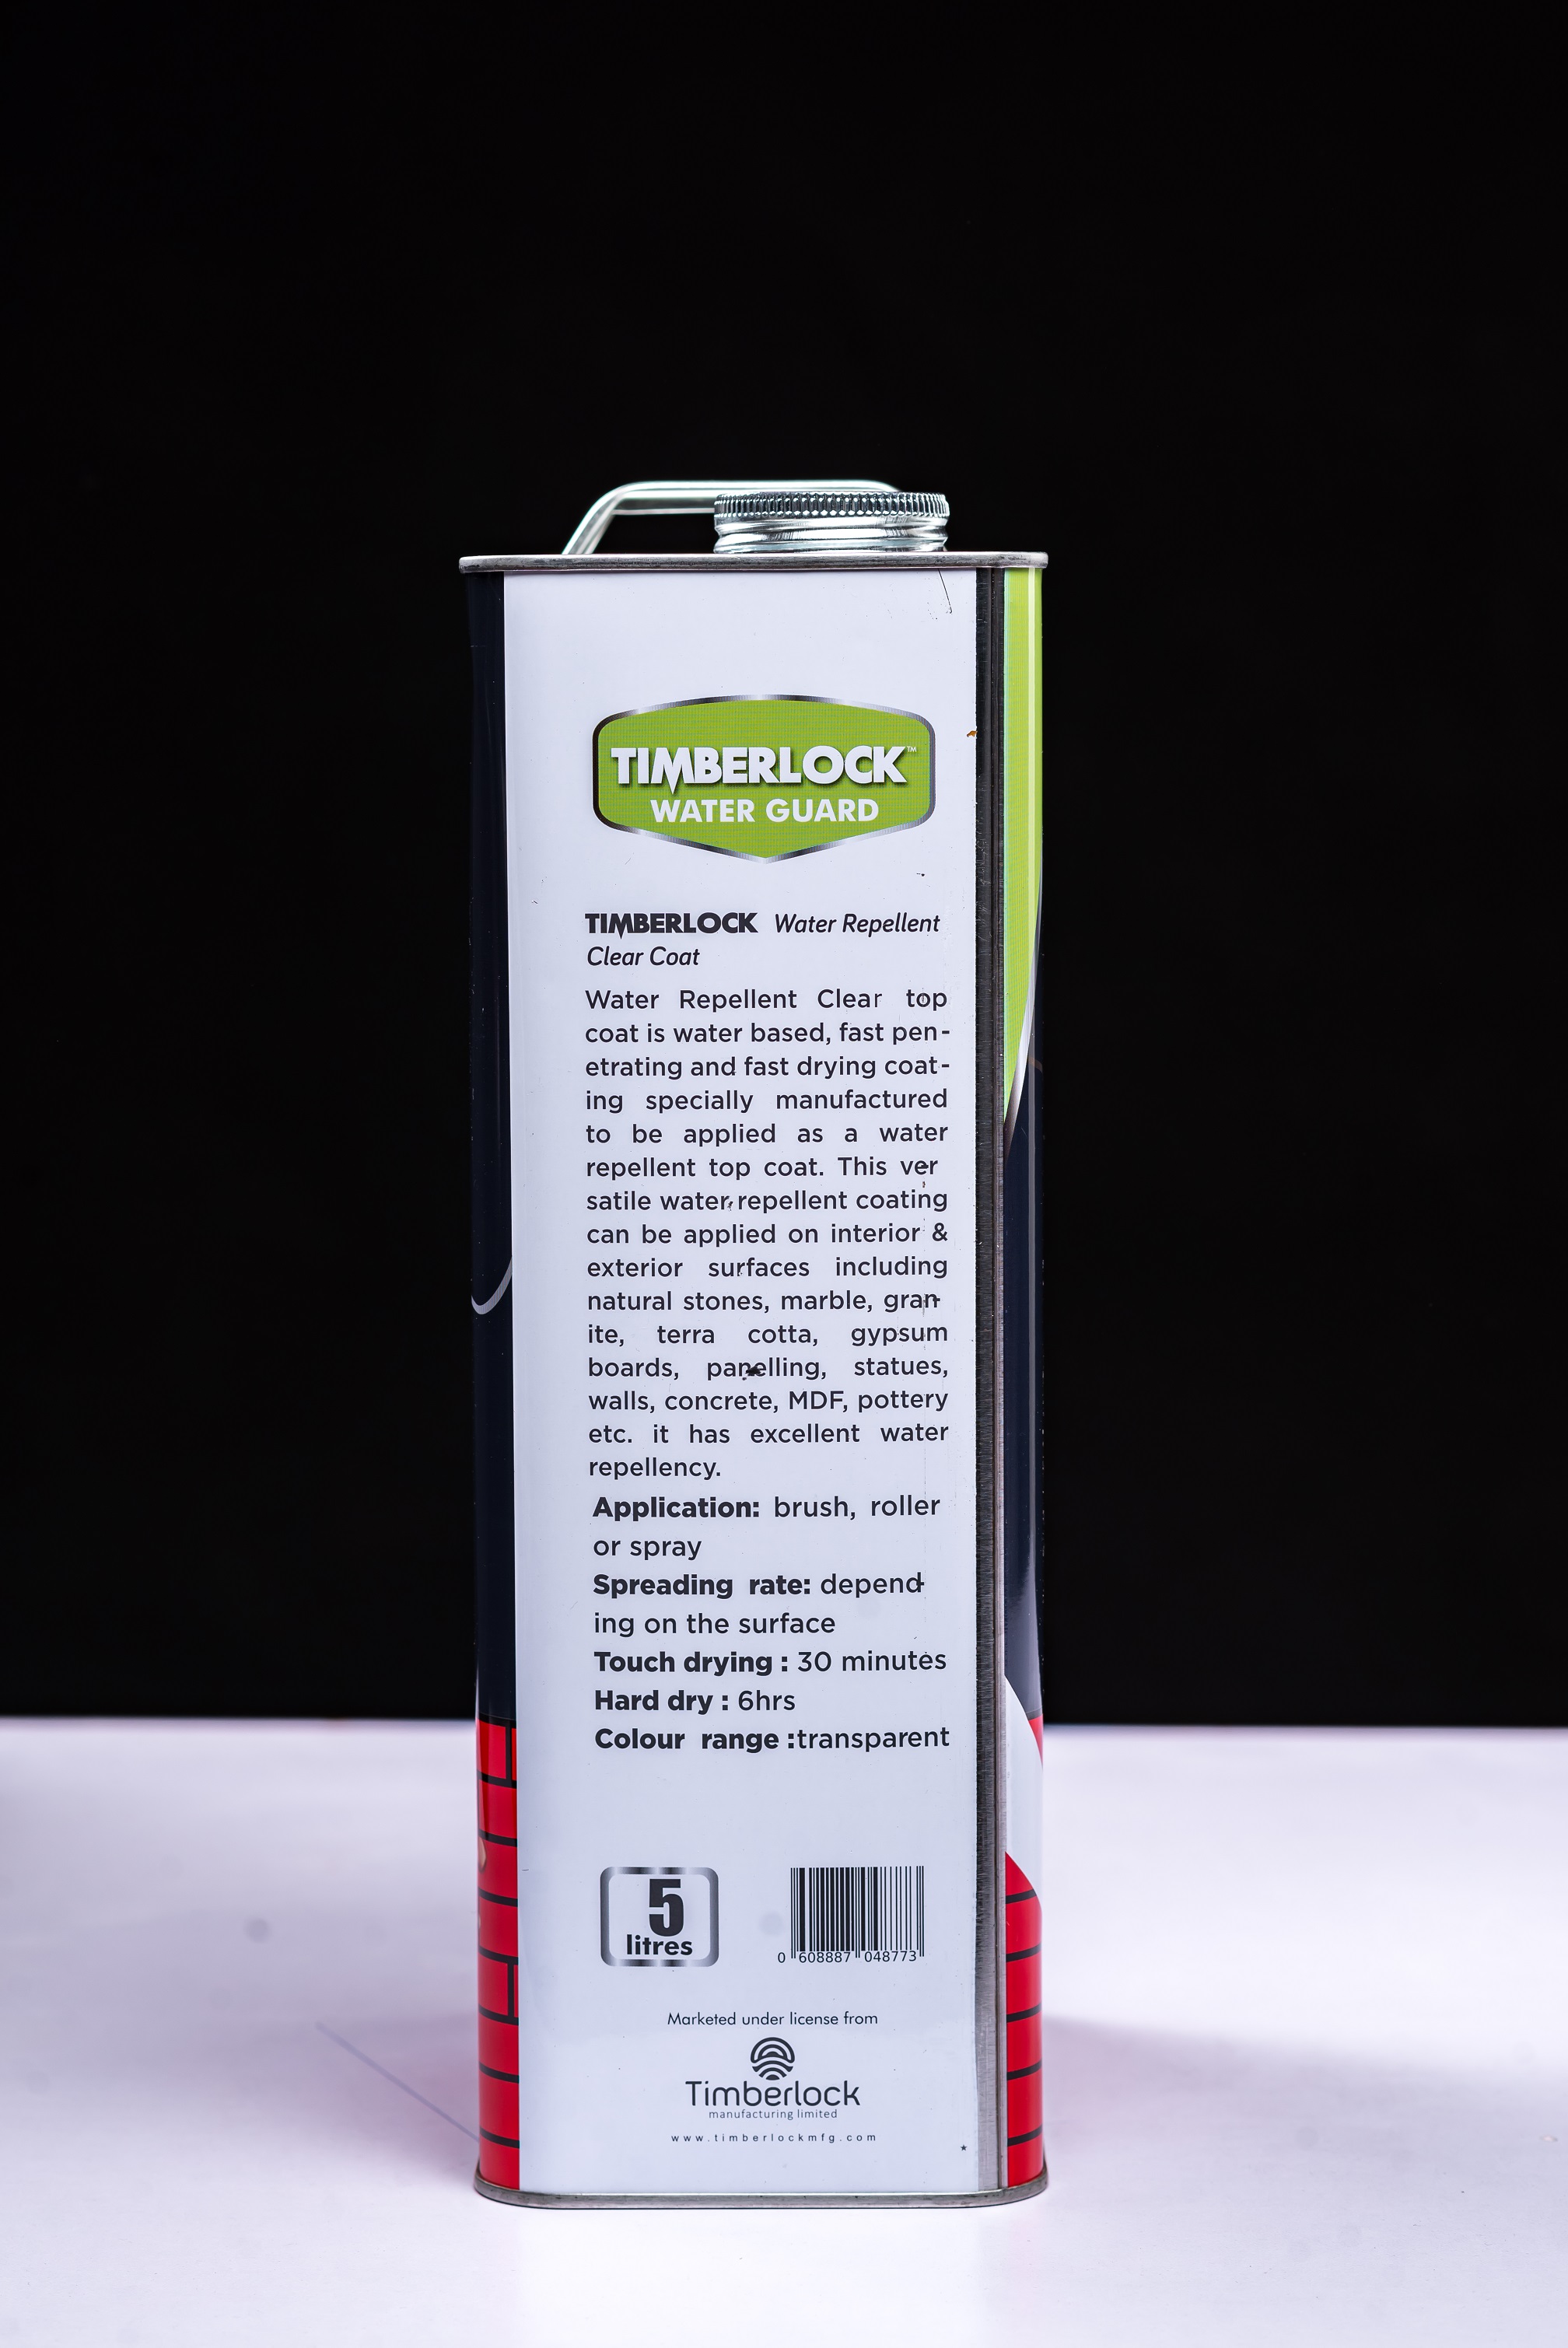 TIMBERLOCK™
WATER GUARD
TIMBERLOCK Water Repellent
Clear Coat
Water Repellent Clear top
coat is water based, fast pen-
etrating and fast drying coat-
ing specially manufactured
to be applied as a water
repellent top coat. This ver
satile water repellent coating
can be applied on interior &
exterior surfaces including
natural stones, marble, gran-
ite, terra cotta, gypsum
boards, panelling, statues,
walls, concrete, MDF, pottery
etc. it has excellent water
repellency.
Application: brush, roller
or spray
Spreading rate: depend-
ing on the surface
Touch drying : 30 minutes
Hard dry : 6hrs
Colour range :transparent
5
litres
0 608887 048773
Marketed under license from
Timberlock
manufacturing limited
www.timberlockmfg.com